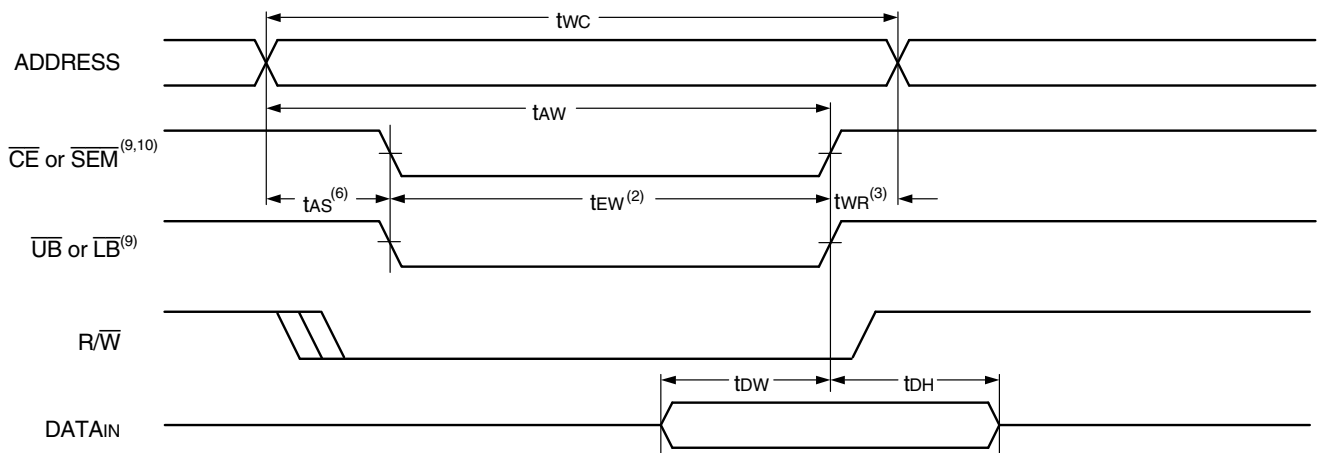 tWC
ADDRESS
tAW
CE or SEM(9,10)
tAS(6) tEW(2) tWR(3)
UB or LB(9)
R/W
tDW tDH
DATAIN